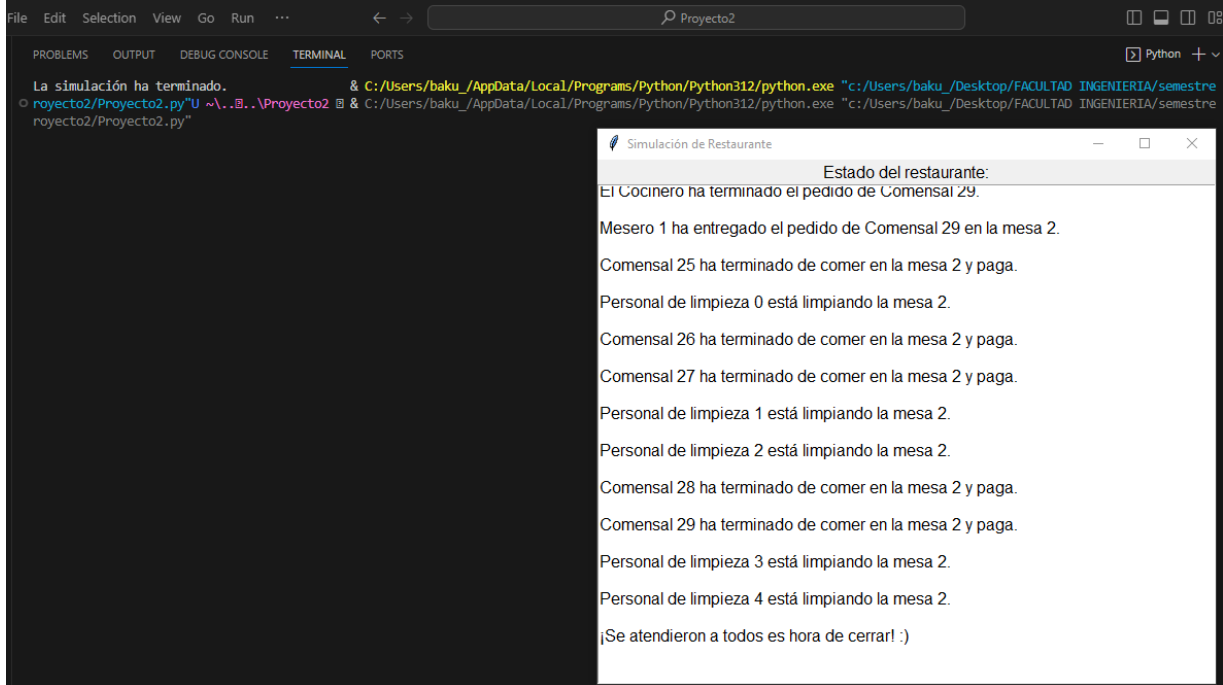 File Edit Selection View Go Run ··· ← → Proyecto2
PROBLEMS OUTPUT DEBUG CONSOLE TERMINAL PORTS Python + ⌄
La simulación ha terminado. & C:/Users/baku_/AppData/Local/Programs/Python/Python312/python.exe "c:/Users/baku_/Desktop/FACULTAD INGENIERIA/semestre
royecto2/Proyecto2.py"U ~\..⍰..\Proyecto2 ⍰ & C:/Users/baku_/AppData/Local/Programs/Python/Python312/python.exe "c:/Users/baku_/Desktop/FACULTAD INGENIERIA/semestre
royecto2/Proyecto2.py"
Simulación de Restaurante
Estado del restaurante:
El Cocinero ha terminado el pedido de Comensal 29.
Mesero 1 ha entregado el pedido de Comensal 29 en la mesa 2.
Comensal 25 ha terminado de comer en la mesa 2 y paga.
Personal de limpieza 0 está limpiando la mesa 2.
Comensal 26 ha terminado de comer en la mesa 2 y paga.
Comensal 27 ha terminado de comer en la mesa 2 y paga.
Personal de limpieza 1 está limpiando la mesa 2.
Personal de limpieza 2 está limpiando la mesa 2.
Comensal 28 ha terminado de comer en la mesa 2 y paga.
Comensal 29 ha terminado de comer en la mesa 2 y paga.
Personal de limpieza 3 está limpiando la mesa 2.
Personal de limpieza 4 está limpiando la mesa 2.
¡Se atendieron a todos es hora de cerrar! :)